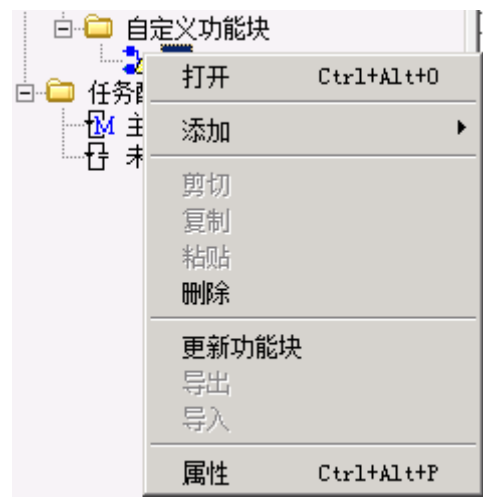 自定义功能块
任务
M 主
未
打开 Ctrl+Alt+O
添加
剪切
复制
粘贴
删除
更新功能块
导出
导入
属性 Ctrl+Alt+P